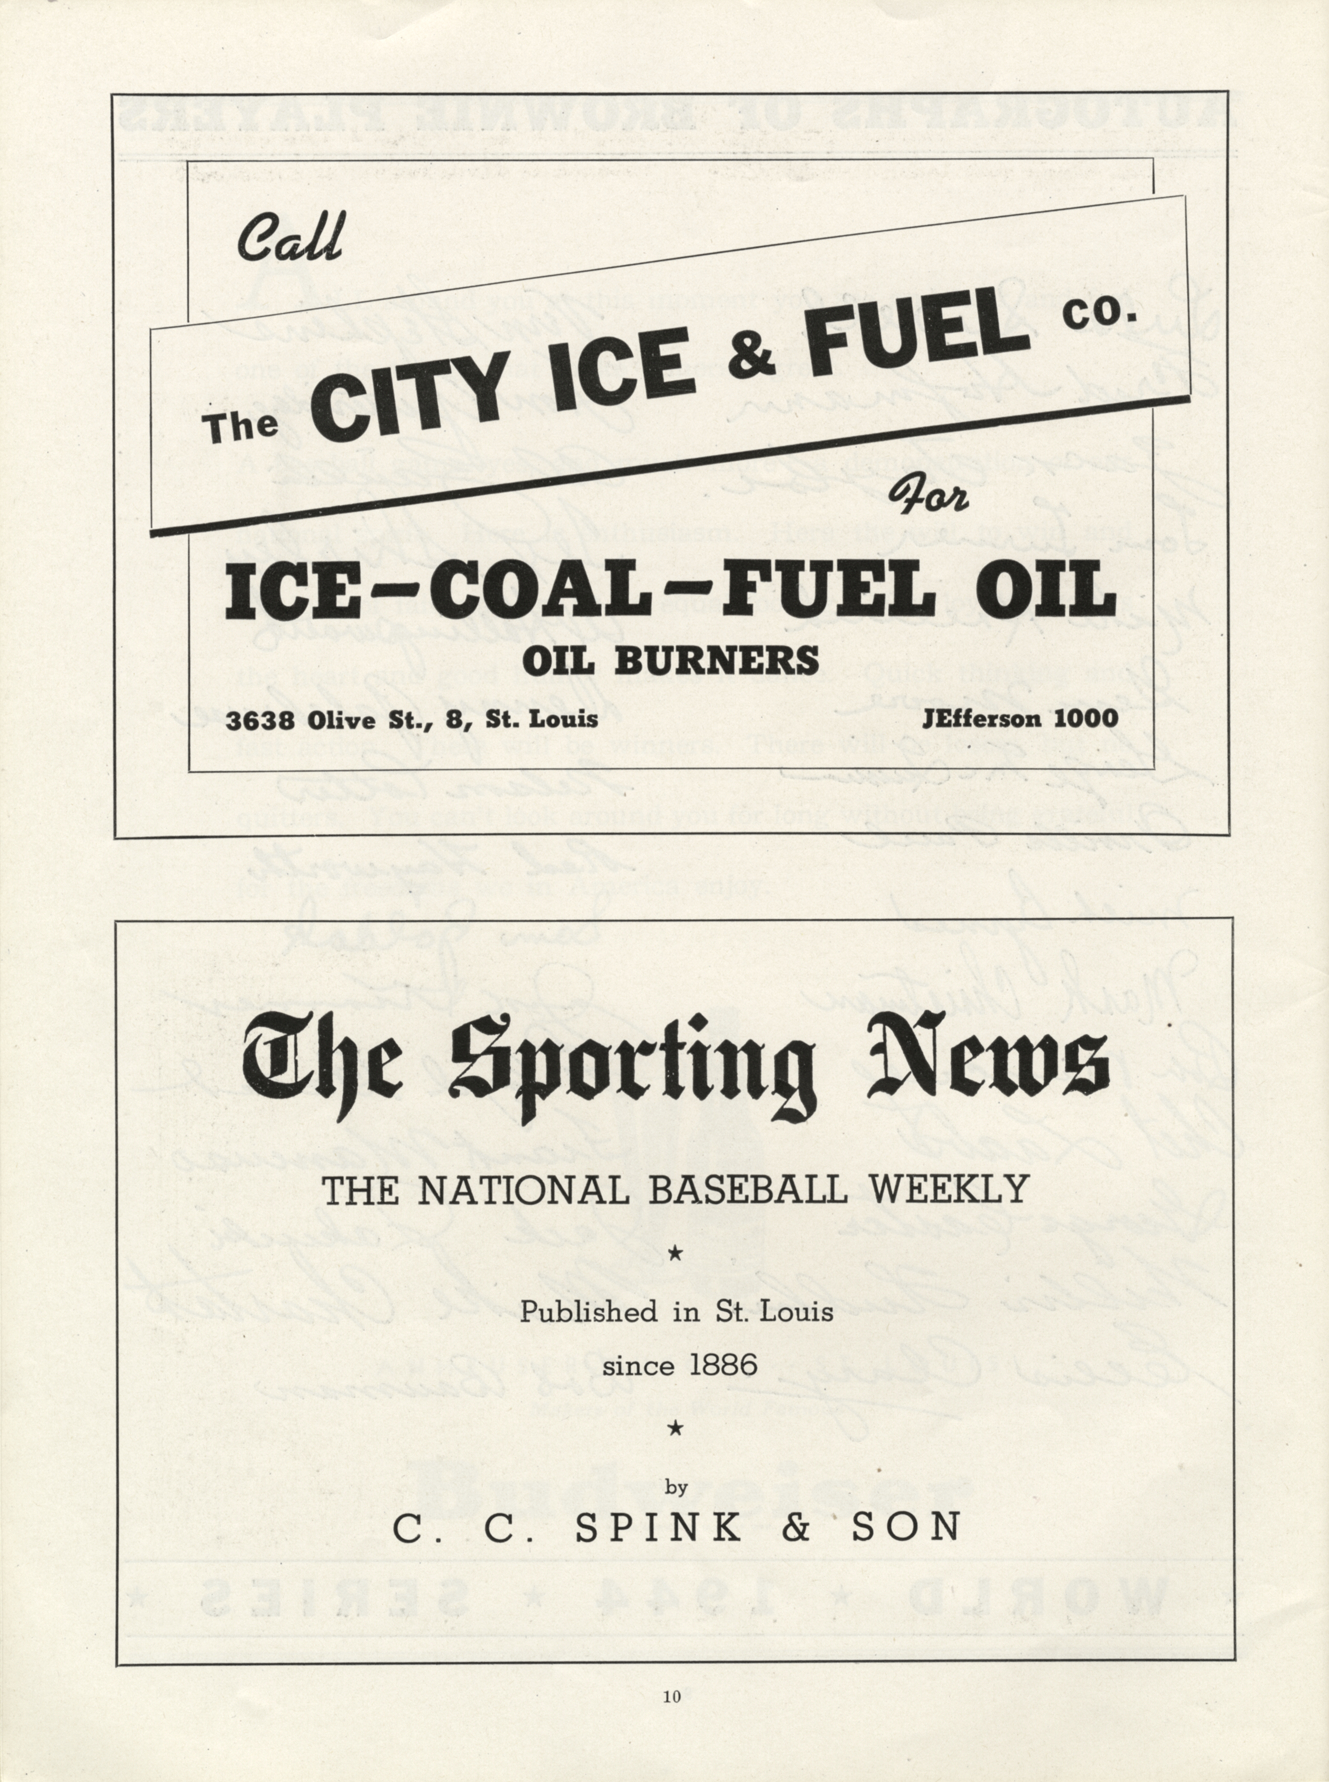 Call
The CITY ICE & FUEL CO.
For
ICE—COAL—FUEL OIL
OIL BURNERS
3638 Olive St., 8, St. Louis JEfferson 1000
The Sporting News
THE NATIONAL BASEBALL WEEKLY
★
Published in St. Louis
since 1886
★
by
C. C. SPINK & SON
10